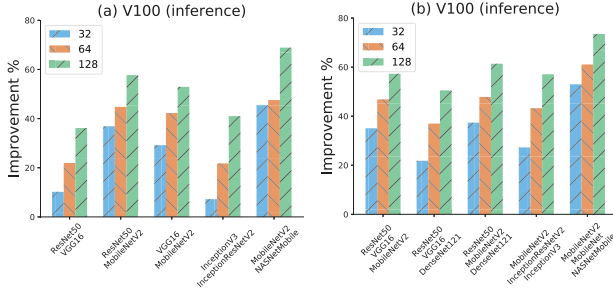 (a) V100 (inference)
Improvement %
80
60
40
20
0
32
64
128
ResNet50
VGG16
ResNet50
MobileNetV2
VGG16
MobileNetV2
InceptionV3
InceptionResNetV2
MobileNetV2
NASNetMobile
(b) V100 (inference)
Improvement %
80
60
40
20
0
32
64
128
ResNet50
VGG16
MobileNetV2
ResNet50
VGG16
DenseNet121
ResNet50
MobileNetV2
DenseNet121
MobileNetV2
InceptionResNetV2
InceptionV3
MobileNetV2
MobileNet
NASNetMobile